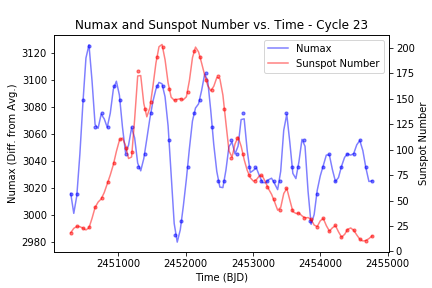 Numax and Sunspot Number vs. Time - Cycle 23
Numax
Sunspot Number
Numax (Diff. from Avg.)
3120
3100
3080
3060
3040
3020
3000
2980
200
175
150
125
100
75
50
25
0
Sunspot Number
2451000 2452000 2453000 2454000 2455000
Time (BJD)